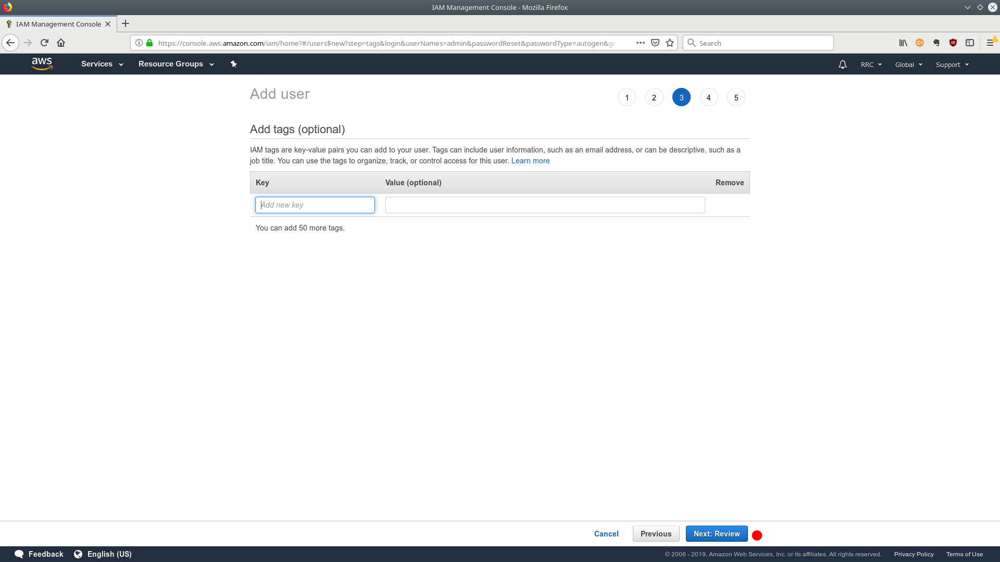 IAM Management Console - Mozilla Firefox
IAM Management Console
https://console.aws.amazon.com/iam/home?#/users$new?step=tags&login&userNames=admin&passwordReset&passwordType=autogen&gr
Search
aws
Services
Resource Groups
RRC
Global
Support
Add user
1
2
3
4
5
Add tags (optional)
IAM tags are key-value pairs you can add to your user. Tags can include user information, such as an email address, or can be descriptive, such as a
job title. You can use the tags to organize, track, or control access for this user. Learn more
Key
Value (optional)
Remove
Add new key
You can add 50 more tags.
Cancel
Previous
Next: Review
Feedback
English (US)
© 2008 - 2019, Amazon Web Services, Inc. or its affiliates. All rights reserved.
Privacy Policy
Terms of Use